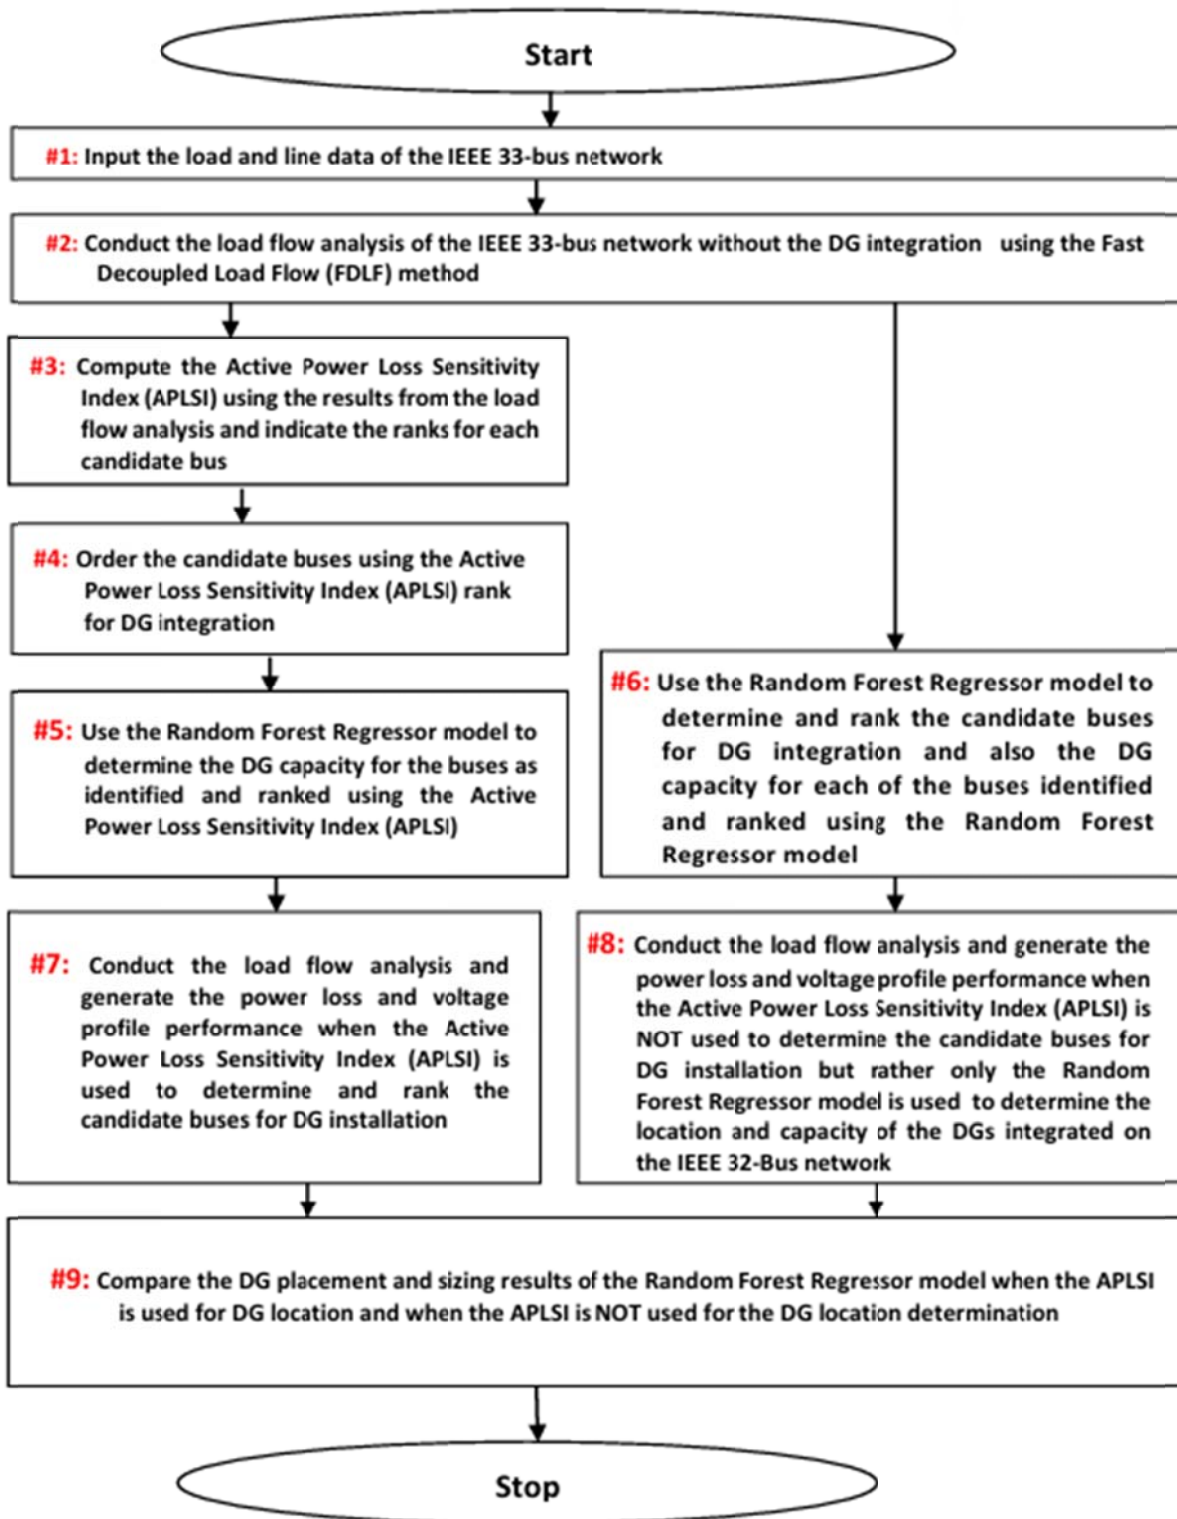 Start
#1: Input the load and line data of the IEEE 33-bus network
#2: Conduct the load flow analysis of the IEEE 33-bus network without the DG integration using the Fast
Decoupled Load Flow (FDLF) method
#3: Compute the Active Power Loss Sensitivity
Index (APLSI) using the results from the load
flow analysis and indicate the ranks for each
candidate bus
#4: Order the candidate buses using the Active
Power Loss Sensitivity Index (APLSI) rank
for DG integration
#5: Use the Random Forest Regressor model to
determine the DG capacity for the buses as
identified and ranked using the Active
Power Loss Sensitivity Index (APLSI)
#6: Use the Random Forest Regressor model to
determine and rank the candidate buses
for DG integration and also the DG
capacity for each of the buses identified
and ranked using the Random Forest
Regressor model
#7: Conduct the load flow analysis and
generate the power loss and voltage
profile performance when the Active
Power Loss Sensitivity Index (APLSI) is
used to determine and rank the
candidate buses for DG installation
#8: Conduct the load flow analysis and generate the
power loss and voltage profile performance when
the Active Power Loss Sensitivity Index (APLSI) is
NOT used to determine the candidate buses for
DG installation but rather only the Random
Forest Regressor model is used to determine the
location and capacity of the DGs integrated on
the IEEE 32-Bus network
#9: Compare the DG placement and sizing results of the Random Forest Regressor model when the APLSI
is used for DG location and when the APLSI is NOT used for the DG location determination
Stop